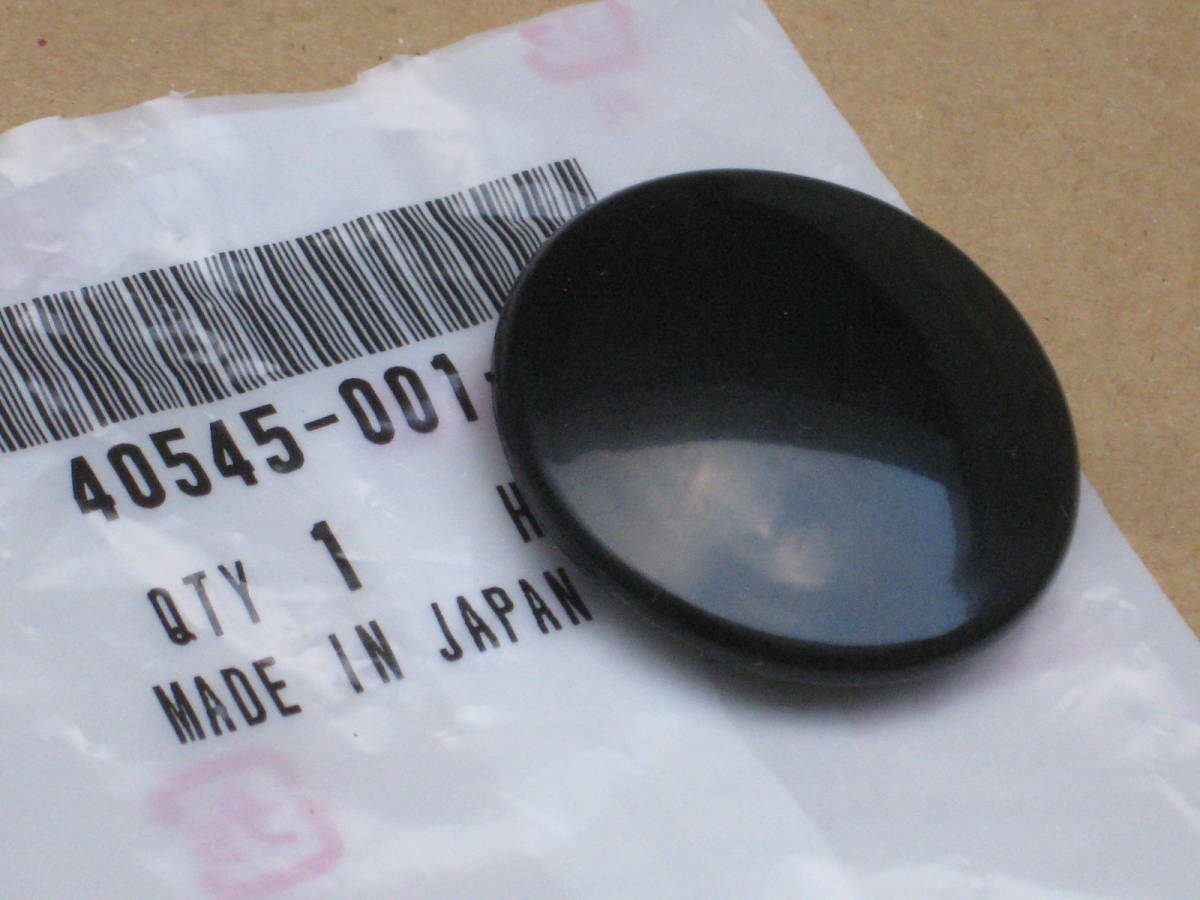 40545-001-
QTY 1 H
MADE IN JAPAN